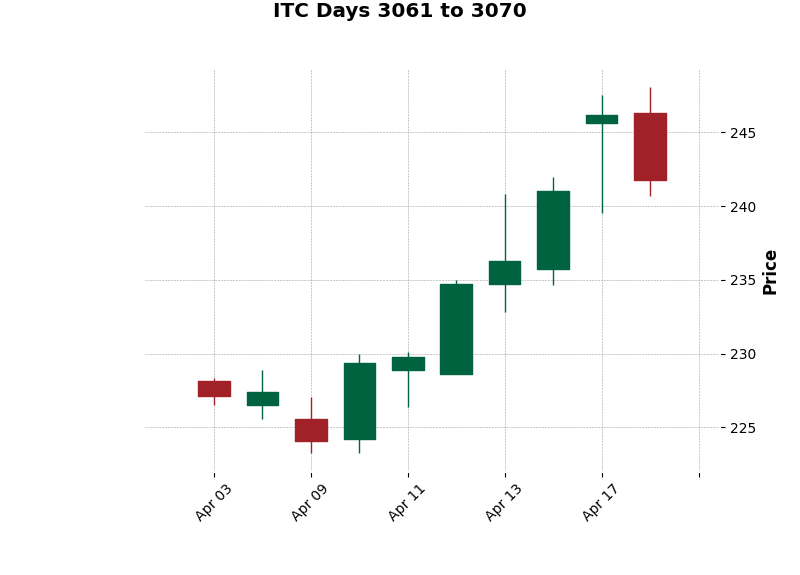 ITC Days 3061 to 3070
245
240
235
230
225
Price
Apr 03
Apr 09
Apr 11
Apr 13
Apr 17